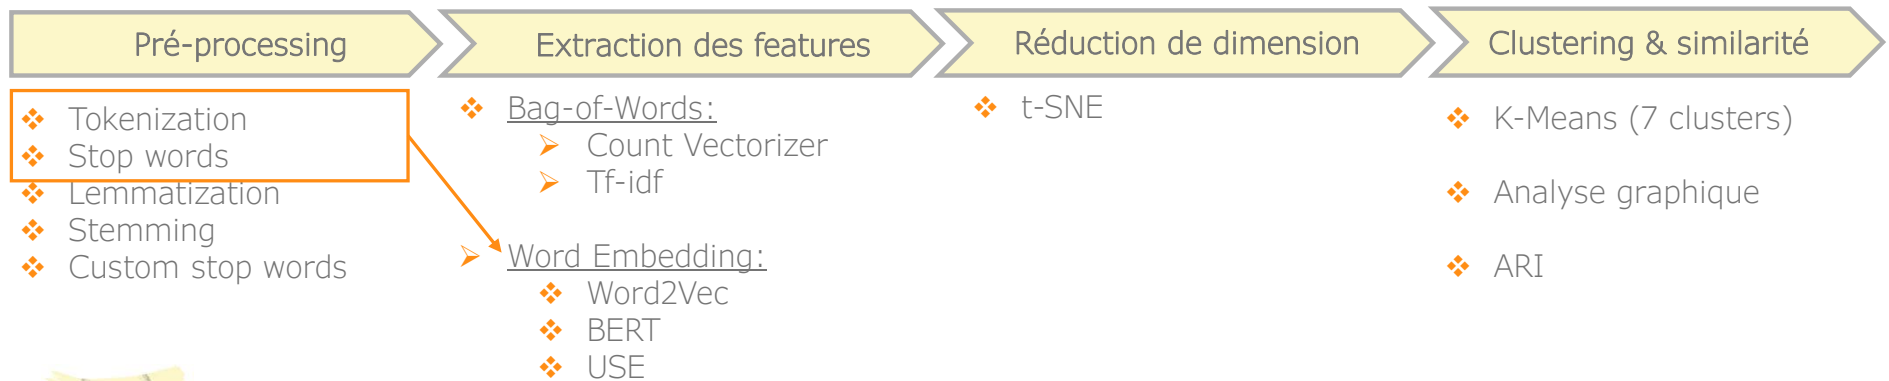 Pré-processing
Extraction des features
Réduction de dimension
Clustering & similarité
Tokenization
Stop words
Lemmatization
Stemming
Custom stop words
Bag-of-Words:
Count Vectorizer
Tf-idf
Word Embedding:
Word2Vec
BERT
USE
t-SNE
K-Means (7 clusters)
Analyse graphique
ARI